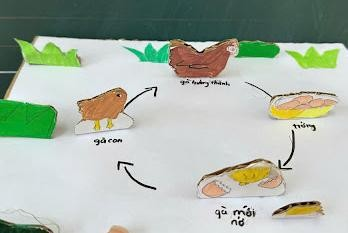 gà trưởng thành
trứng
gà con
gà mới
nở